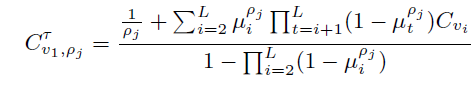 $C^{\tau}_{v_1,\rho_j} = \frac{\frac{1}{\rho_j} + \sum_{i=2}^{L} \mu_i^{\rho_j} \prod_{t=i+1}^{L} (1 - \mu_t^{\rho_j}) C_{v_i}}{1 - \prod_{i=2}^{L} (1 - \mu_i^{\rho_j})}$